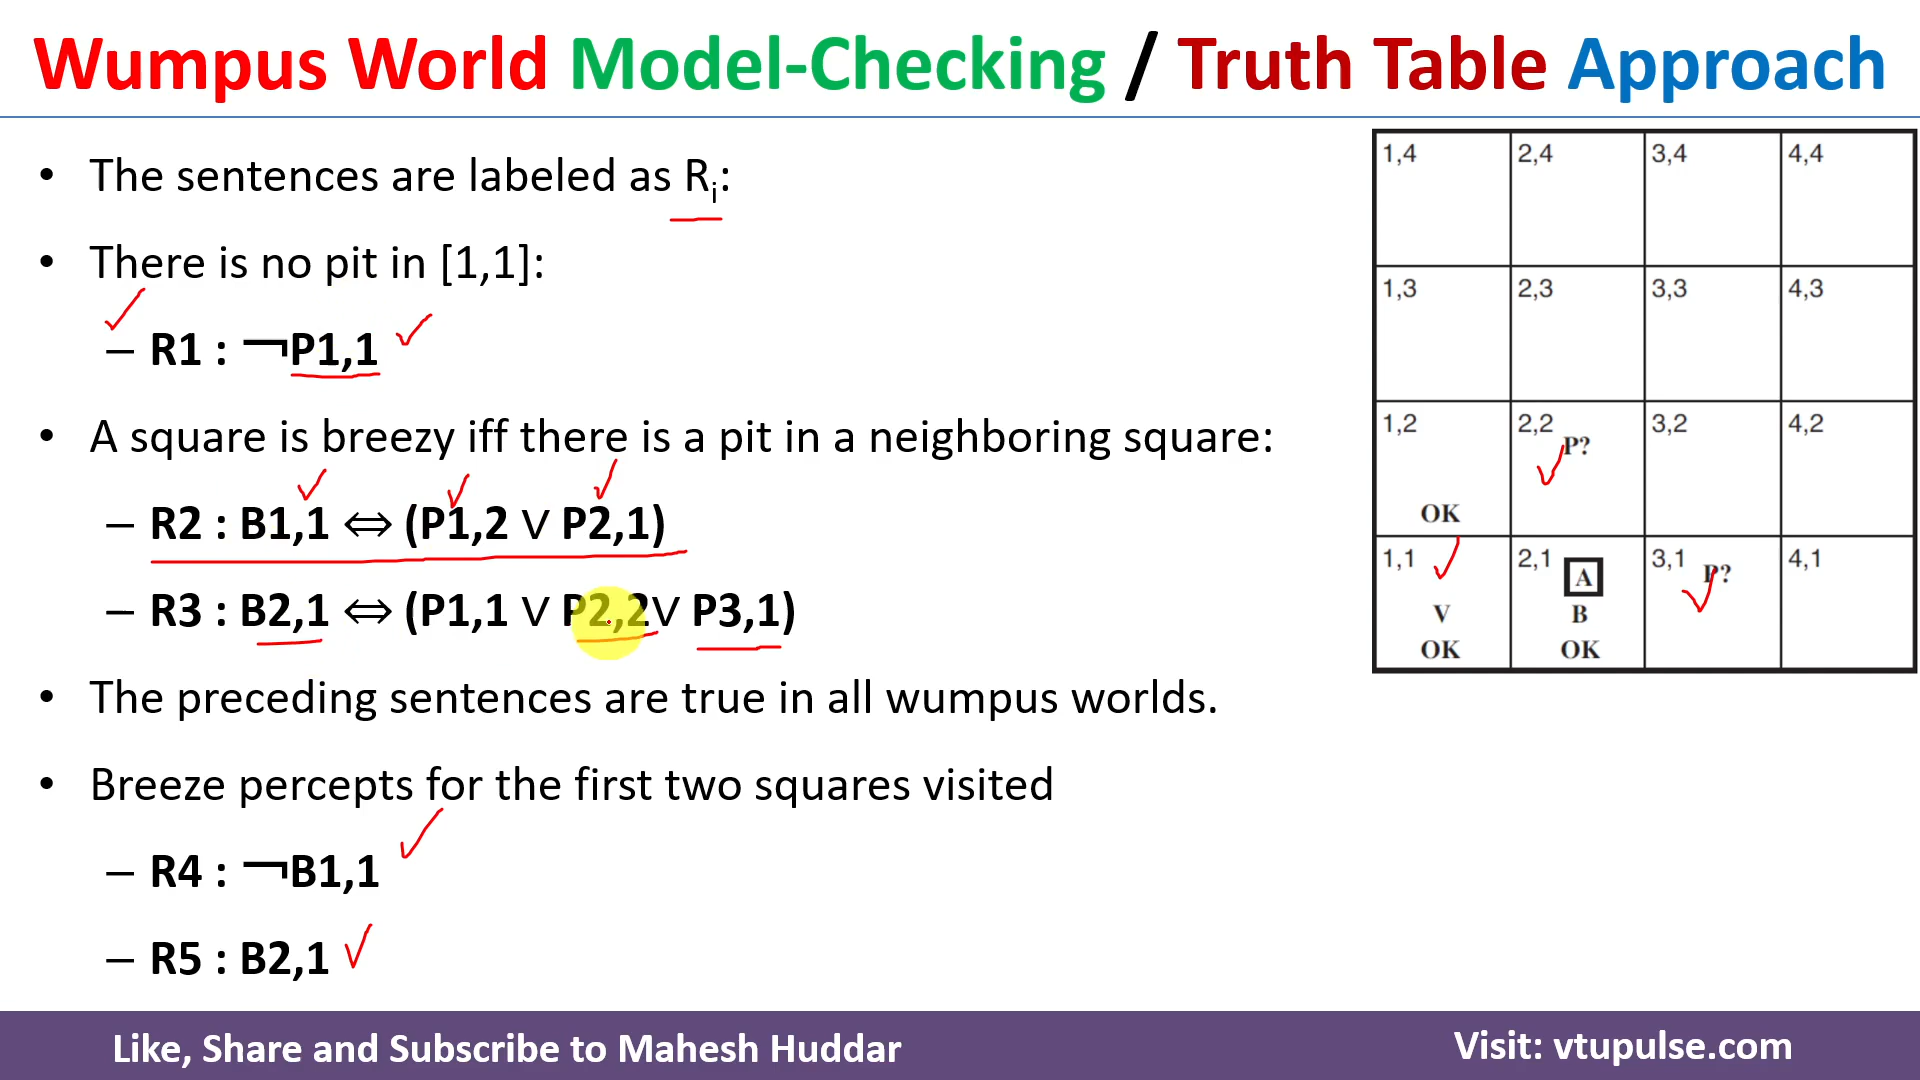 Wumpus World Model-Checking / Truth Table Approach
• The sentences are labeled as Ri:
• There is no pit in [1,1]:
– R1 : ¬P1,1
• A square is breezy iff there is a pit in a neighboring square:
– R2 : B1,1 ⇔ (P1,2 ∨ P2,1)
– R3 : B2,1 ⇔ (P1,1 ∨ P2,2∨ P3,1)
• The preceding sentences are true in all wumpus worlds.
• Breeze percepts for the first two squares visited
– R4 : ¬B1,1
– R5 : B2,1
1,4 2,4 3,4 4,4
1,3 2,3 3,3 4,3
1,2 2,2 3,2 4,2
P?
OK
1,1 2,1 A 3,1 P? 4,1
V B
OK OK
Like, Share and Subscribe to Mahesh Huddar
Visit: vtupulse.com